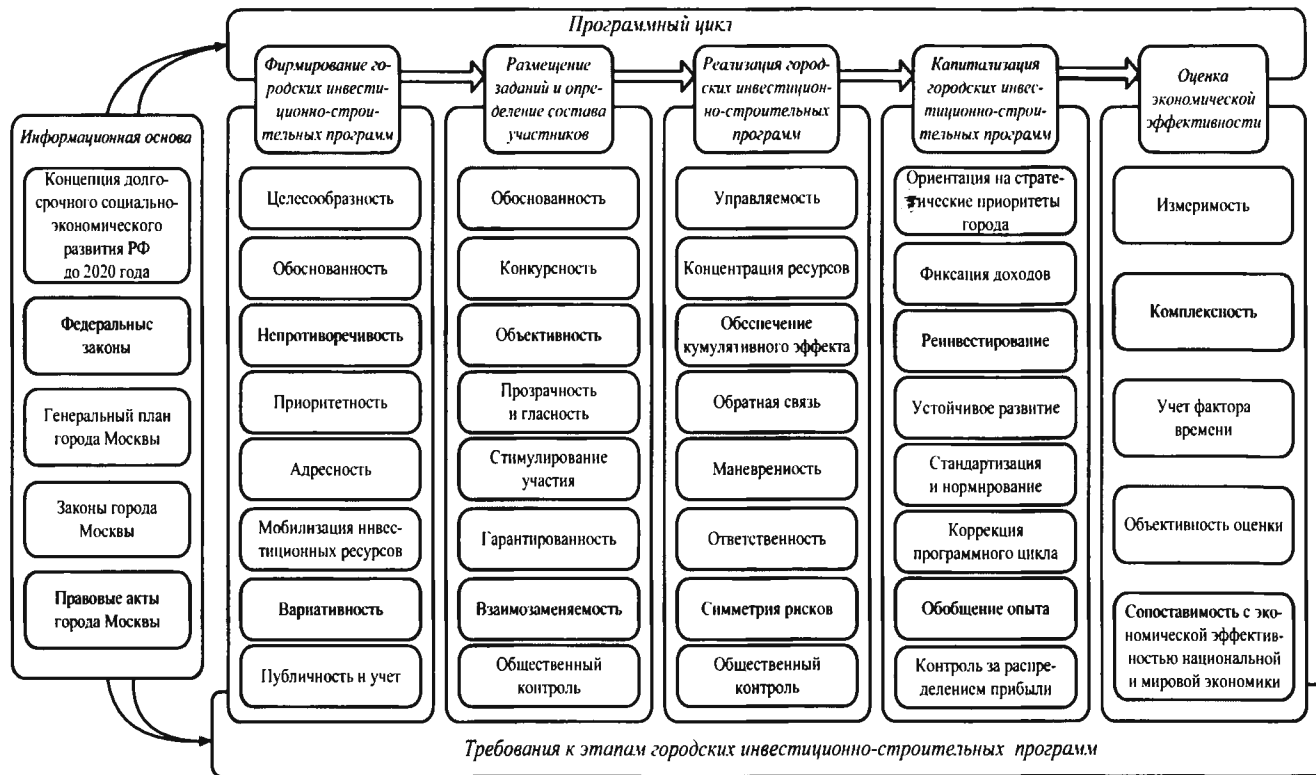 Программный цикл
Информационная основа
Концепция долго-
срочного социально-
экономического
развития РФ
до 2020 года
Федеральные
законы
Генеральный план
города Москвы
Законы города
Москвы
Правовые акты
города Москвы
Фирмирование го-
родских инвести-
ционно-строи-
тельных программ
Целесообразность
Обоснованность
Непротиворечивость
Приоритетность
Адресность
Мобилизация инвес-
тиционных ресурсов
Вариативность
Публичность и учет
Размещение
заданий и опре-
деление состава
участников
Обоснованность
Конкурсность
Объективность
Прозрачность
и гласность
Стимулирование
участия
Гарантированность
Взаимозаменяемость
Общественный
контроль
Реализация город-
ских инвестицион-
но-строительных
программ
Управляемость
Концентрация ресурсов
Обеспечение
кумулятивного эффекта
Обратная связь
Маневренность
Ответственность
Симметрия рисков
Общественный
контроль
Капитализация
городских инвес-
тиционно-строи-
тельных программ
Ориентация на страте-
гические приоритеты
города
Фиксация доходов
Реинвестирование
Устойчивое развитие
Стандартизация
и нормирование
Коррекция
программного цикла
Обобщение опыта
Контроль за распре-
делением прибыли
Оценка
экономической
эффективности
Измеримость
Комплексность
Учет фактора
времени
Объективность оценки
Сопоставимость с эко-
номической эффектив-
ностью национальной
и мировой экономики
Требования к этапам городских инвестиционно-строительных программ